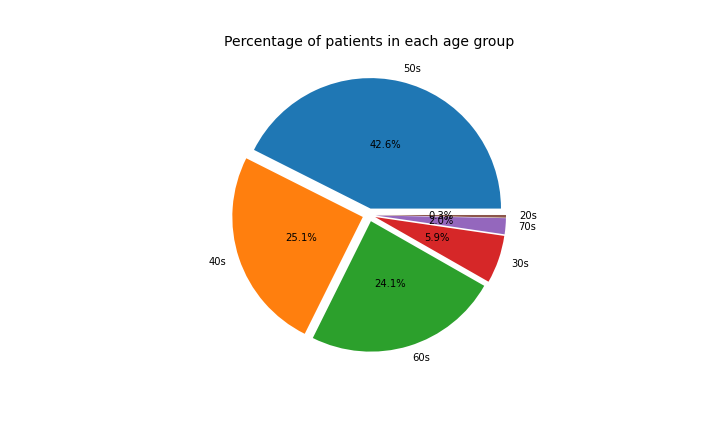 Percentage of patients in each age group
50s
42.6%
40s
25.1%
60s
24.1%
30s
5.9%
70s
2.0%
20s
0.3%